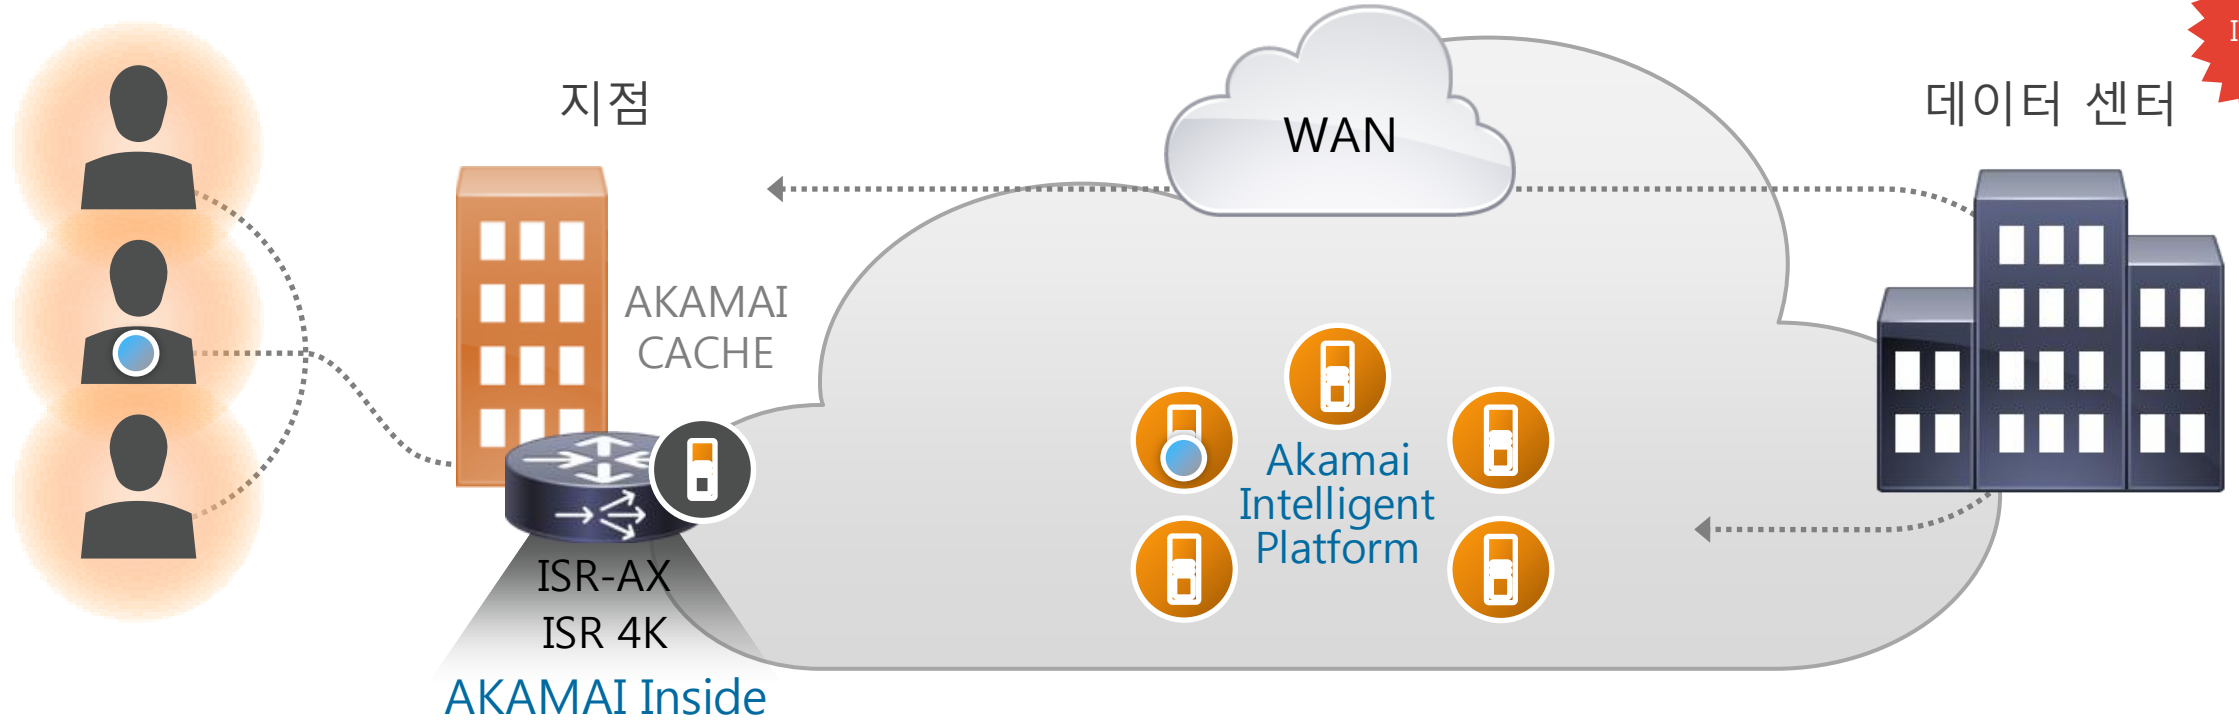 지점
WAN
데이터 센터
AKAMAI
CACHE
Akamai
Intelligent
Platform
ISR-AX
ISR 4K
AKAMAI Inside